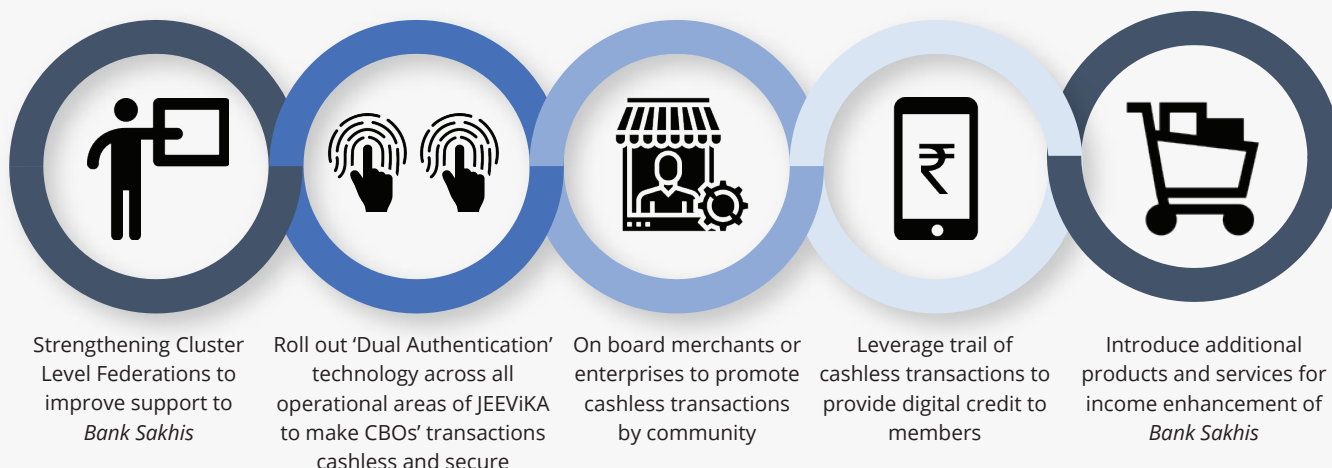 Strengthening Cluster
Level Federations to
improve support to
Bank Sakhis
Roll out ‘Dual Authentication’
technology across all
operational areas of JEEViKA
to make CBOs’ transactions
cashless and secure
On board merchants or
enterprises to promote
cashless transactions
by community
₹
Leverage trail of
cashless transactions to
provide digital credit to
members
Introduce additional
products and services for
income enhancement of
Bank Sakhis